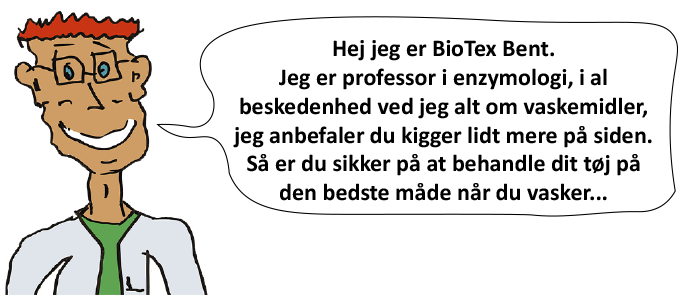 Hej jeg er BioTex Bent.
Jeg er professor i enzymologi, i al
beskedenhed ved jeg alt om vaskemidler,
jeg anbefaler du kigger lidt mere på siden.
Så er du sikker på at behandle dit tøj på
den bedste måde når du vasker...